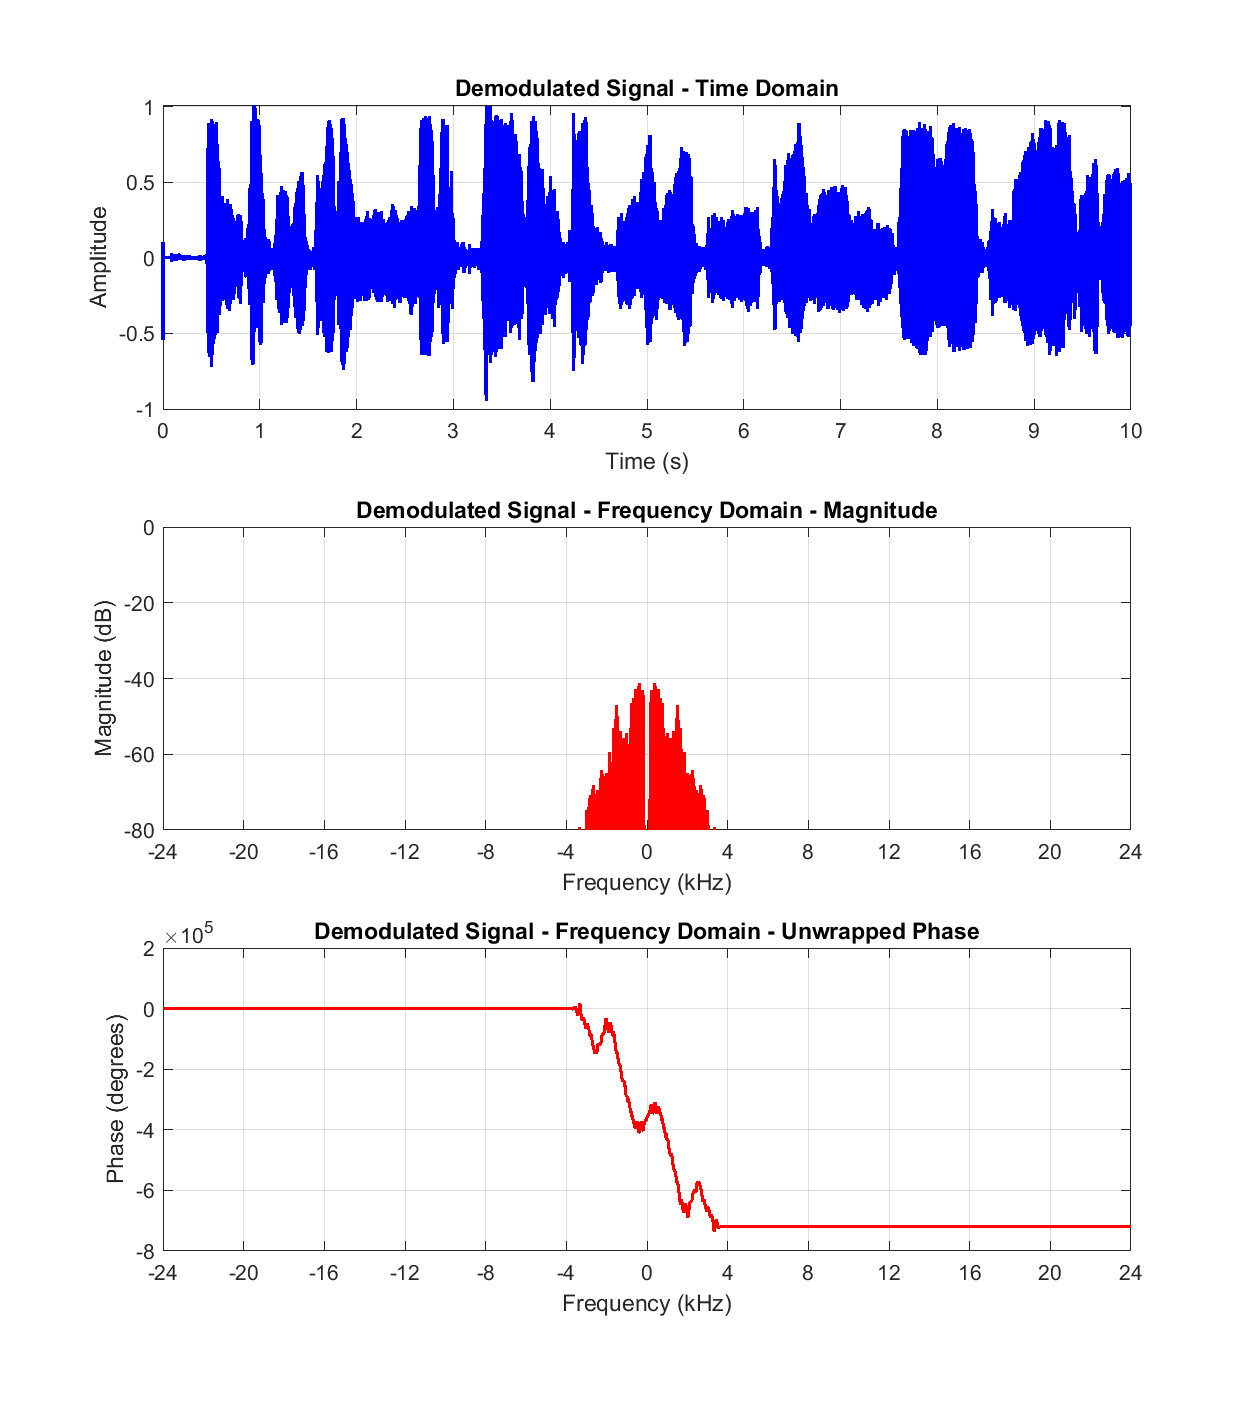 Demodulated Signal - Time Domain
1
0.5
0
-0.5
-1
Amplitude
0 1 2 3 4 5 6 7 8 9 10
Time (s)
Demodulated Signal - Frequency Domain - Magnitude
0
-20
-40
-60
-80
Magnitude (dB)
-24 -20 -16 -12 -8 -4 0 4 8 12 16 20 24
Frequency (kHz)
Demodulated Signal - Frequency Domain - Unwrapped Phase
×10⁵
2
0
-2
-4
-6
-8
Phase (degrees)
-24 -20 -16 -12 -8 -4 0 4 8 12 16 20 24
Frequency (kHz)